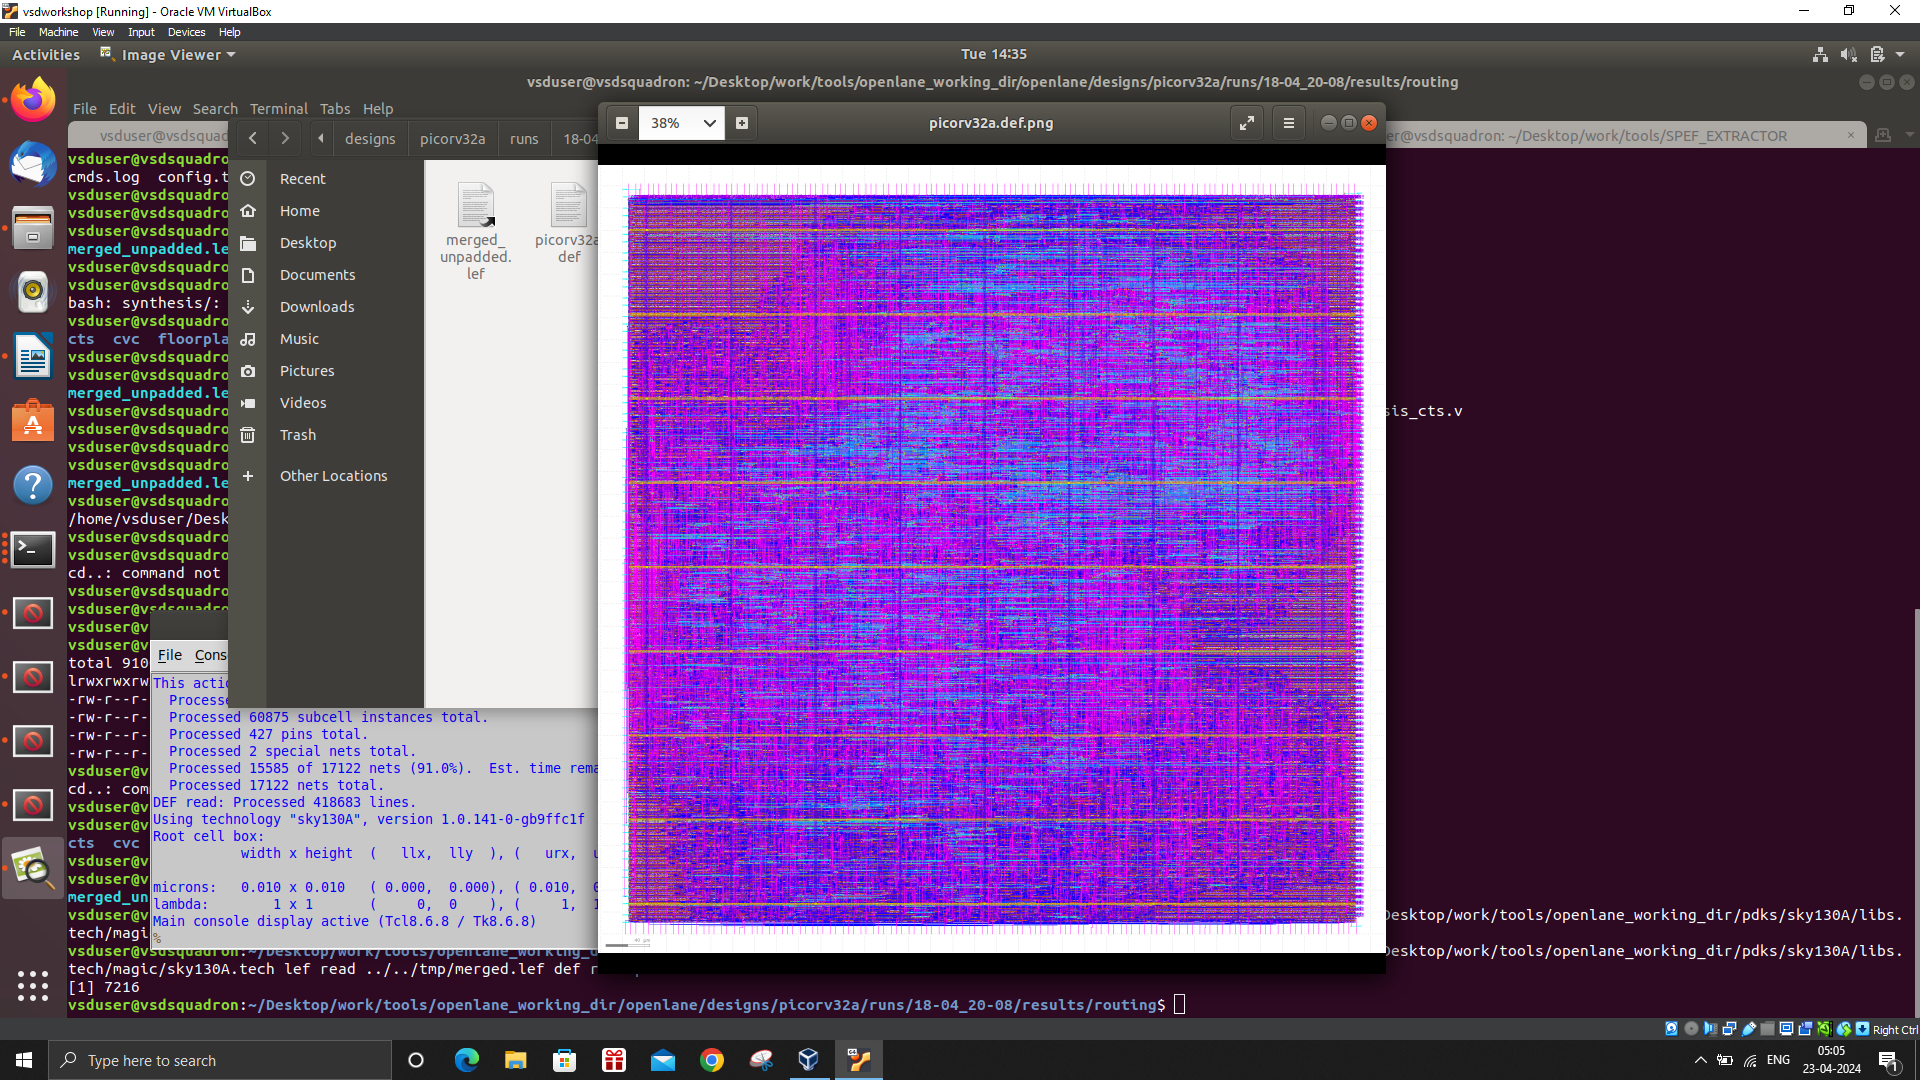 vsdworkshop [Running] - Oracle VM VirtualBox
File Machine View Input Devices Help
Activities Image Viewer Tue 14:35
vsduser@vsdsquadron: ~/Desktop/work/tools/openlane_working_dir/openlane/designs/picorv32a/runs/18-04_20-08/results/routing
File Edit View Search Terminal Tabs Help
38% picorv32a.def.png
vsduser@vsdsquad
er@vsdsquadron: ~/Desktop/work/tools/SPEF_EXTRACTOR
designs picorv32a runs 18-04
Recent
Home
Desktop
Documents
Downloads
Music
Pictures
Videos
Trash
Other Locations
merged_
unpadded.
lef
picorv32a
def
vsduser@vsdsquadro
cmds.log config.t
vsduser@vsdsquadro
vsduser@vsdsquadro
vsduser@vsdsquadro
merged_unpadded.le
vsduser@vsdsquadro
vsduser@vsdsquadro
bash: synthesis/:
vsduser@vsdsquadro
cts cvc floorpla
vsduser@vsdsquadro
vsduser@vsdsquadro
merged_unpadded.le
vsduser@vsdsquadro
sis_cts.v
vsduser@vsdsquadro
vsduser@vsdsquadro
vsduser@vsdsquadro
merged_unpadded.le
vsduser@vsdsquadro
/home/vsduser/Desk
vsduser@vsdsquadro
vsduser@vsdsquadro
cd..: command not
vsduser@vsdsquadro
vsduser@vsdsquadro
vsduser@v
vsduser@v
total 910
lrwxrwxrw
-rw-r--r-
-rw-r--r-
-rw-r--r-
-rw-r--r-
vsduser@v
cd..: com
vsduser@v
vsduser@v
cts cvc
vsduser@v
vsduser@v
merged_un
vsduser@v
Desktop/work/tools/openlane_working_dir/pdks/sky130A/libs.
tech/magi
File Cons
This actio
Processe
Processed 60875 subcell instances total.
Processed 427 pins total.
Processed 2 special nets total.
Processed 15585 of 17122 nets (91.0%). Est. time rema
Processed 17122 nets total.
DEF read: Processed 418683 lines.
Using technology "sky130A", version 1.0.141-0-gb9ffc1f
Root cell box:
width x height ( llx, lly ), ( urx, u
microns: 0.010 x 0.010 ( 0.000, 0.000), ( 0.010, 0
lambda: 1 x 1 ( 0, 0 ), ( 1, 1
Main console display active (Tcl8.6.8 / Tk8.6.8)
%
vsduser@vsdsquadron:~/Desktop/work/tools/openlane_working_di
Desktop/work/tools/openlane_working_dir/pdks/sky130A/libs.
tech/magic/sky130A.tech lef read ../../tmp/merged.lef def r
[1] 7216
vsduser@vsdsquadron:~/Desktop/work/tools/openlane_working_dir/openlane/designs/picorv32a/runs/18-04_20-08/results/routing$
Right Ctrl
Type here to search
ENG
05:05
23-04-2024
1